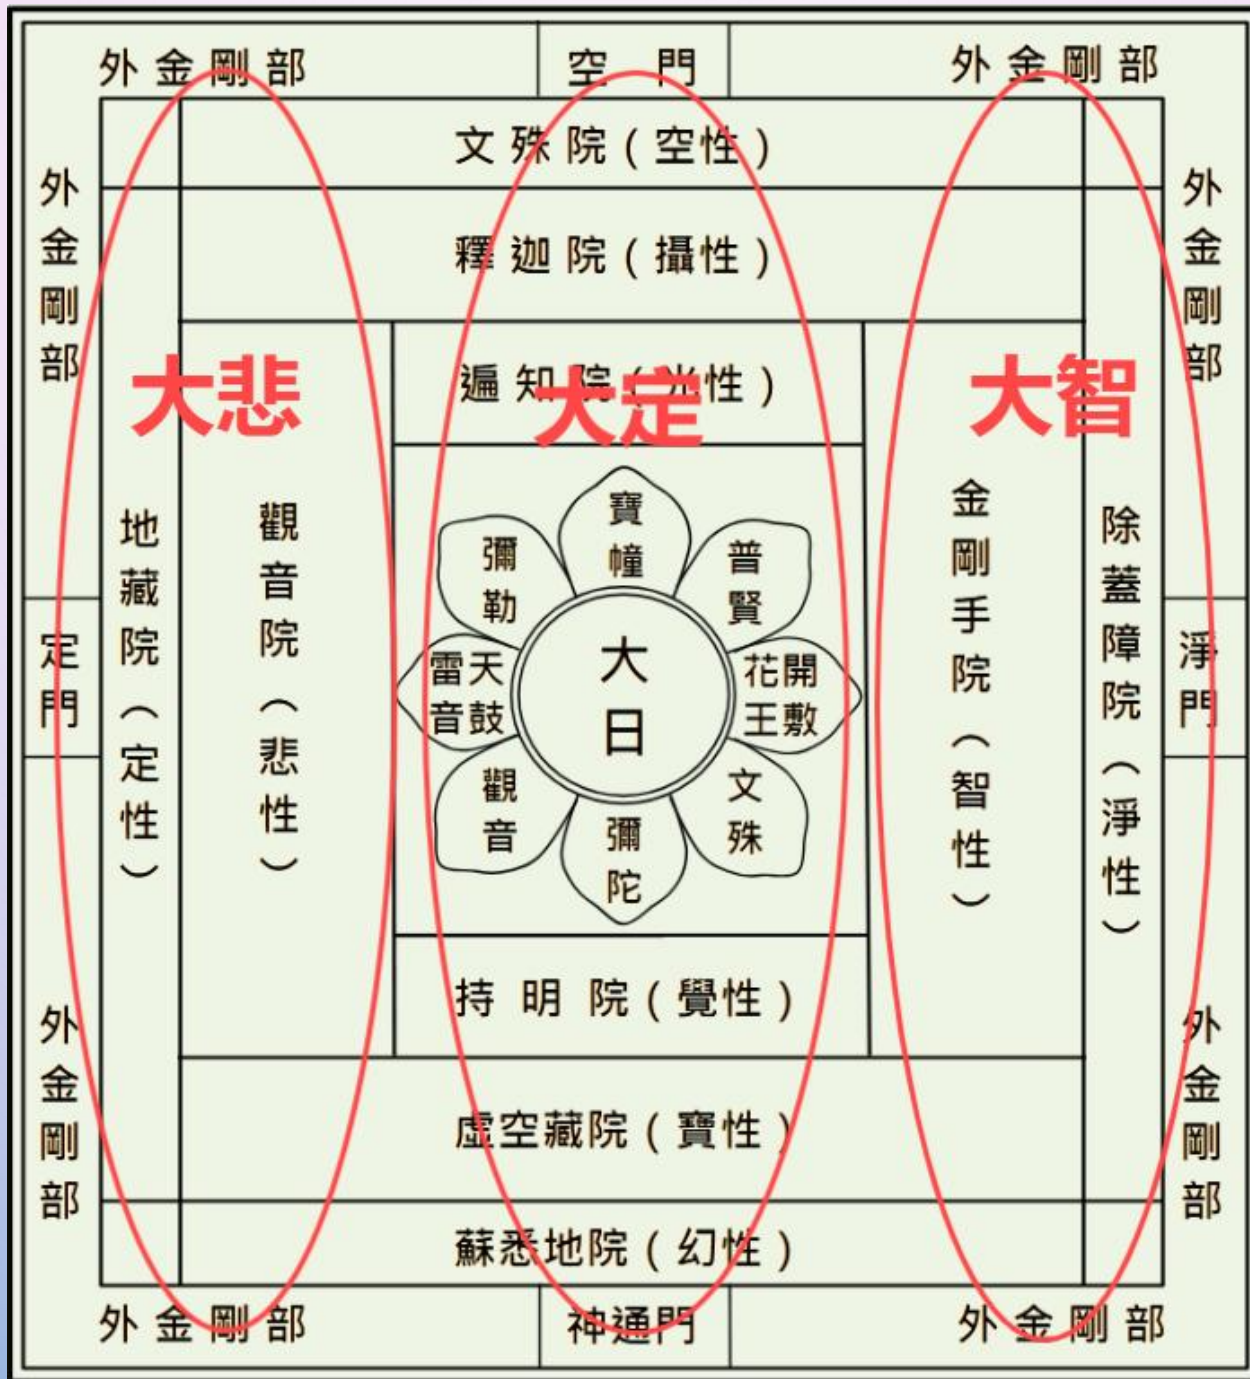 外金剛部
空門
外金剛部
文殊院（空性）
釋迦院（攝性）
外金剛部
外金剛部
遍知院（光性）
大悲
大定
大智
地藏院（定性）
觀音院（悲性）
金剛手院（智性）
除蓋障院（淨性）
定門
淨門
寶幢
彌勒
普賢
天鼓雷音
大日
開敷花王
觀音
文殊
彌陀
持明院（覺性）
外金剛部
外金剛部
虛空藏院（寶性）
蘇悉地院（幻性）
外金剛部
神通門
外金剛部